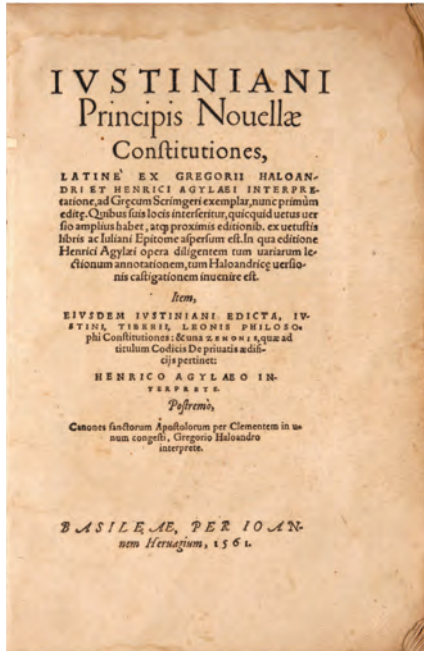 IVSTINIANI
Principis Nouellæ
Conſtitutiones,
LATINE EX GREGORII HALOAN-
DRI ET HENRICI AGYLAEI INTERPRE-
tatione, ad Gręcum Scrimgeri exemplar, nunc primùm
editę. Quibus suis locis interseritur, quicquid uetus uer
sio amplius habet, atq; proximis editionib. ex uetustis
libris ac Iuliani Epitome aspersum est. In qua editione
Henrici Agylæi opera diligentem tum uariarum le-
ctionum annotationem, tum Haloandricę uersio-
nis castigationem inuenire est.
Item,
EIVSDEM IVSTINIANI EDICTA, IV-
STINI, TIBERII, LEONIS PHILOSO-
phi Constitutiones: & una ZENONIS, quæ ad
titulum Codicis De priuatis ædifi-
cijs pertinet:
HENRICO AGYLAEO IN-
TERPRETE.
Postremò,
Canones sanctorum Apostolorum per Clementem in u-
num congesti, Gregorio Haloandro
interprete.
BASILEAE, PER IOAN-
nem Heruagium, 1561.